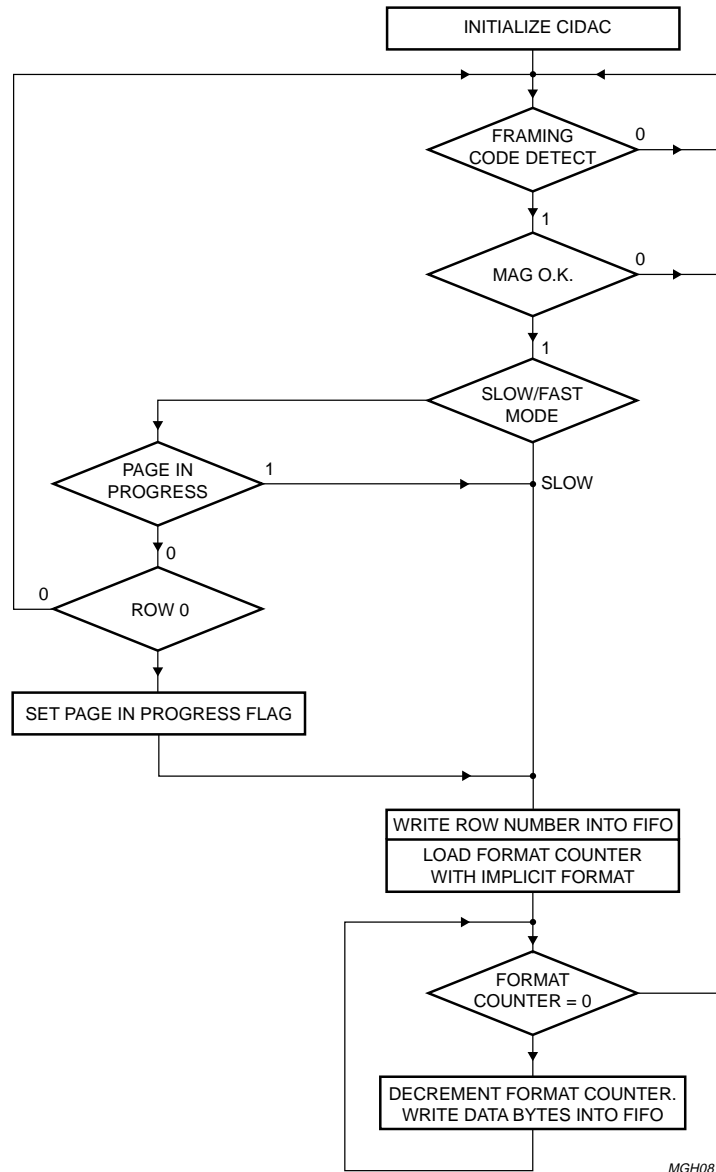 INITIALIZE CIDAC
FRAMING
CODE DETECT
0
1
MAG O.K.
0
1
SLOW/FAST
MODE
PAGE IN
PROGRESS
1
SLOW
0
0
ROW 0
SET PAGE IN PROGRESS FLAG
WRITE ROW NUMBER INTO FIFO
LOAD FORMAT COUNTER
WITH IMPLICIT FORMAT
FORMAT
COUNTER = 0
DECREMENT FORMAT COUNTER.
WRITE DATA BYTES INTO FIFO
MGH08